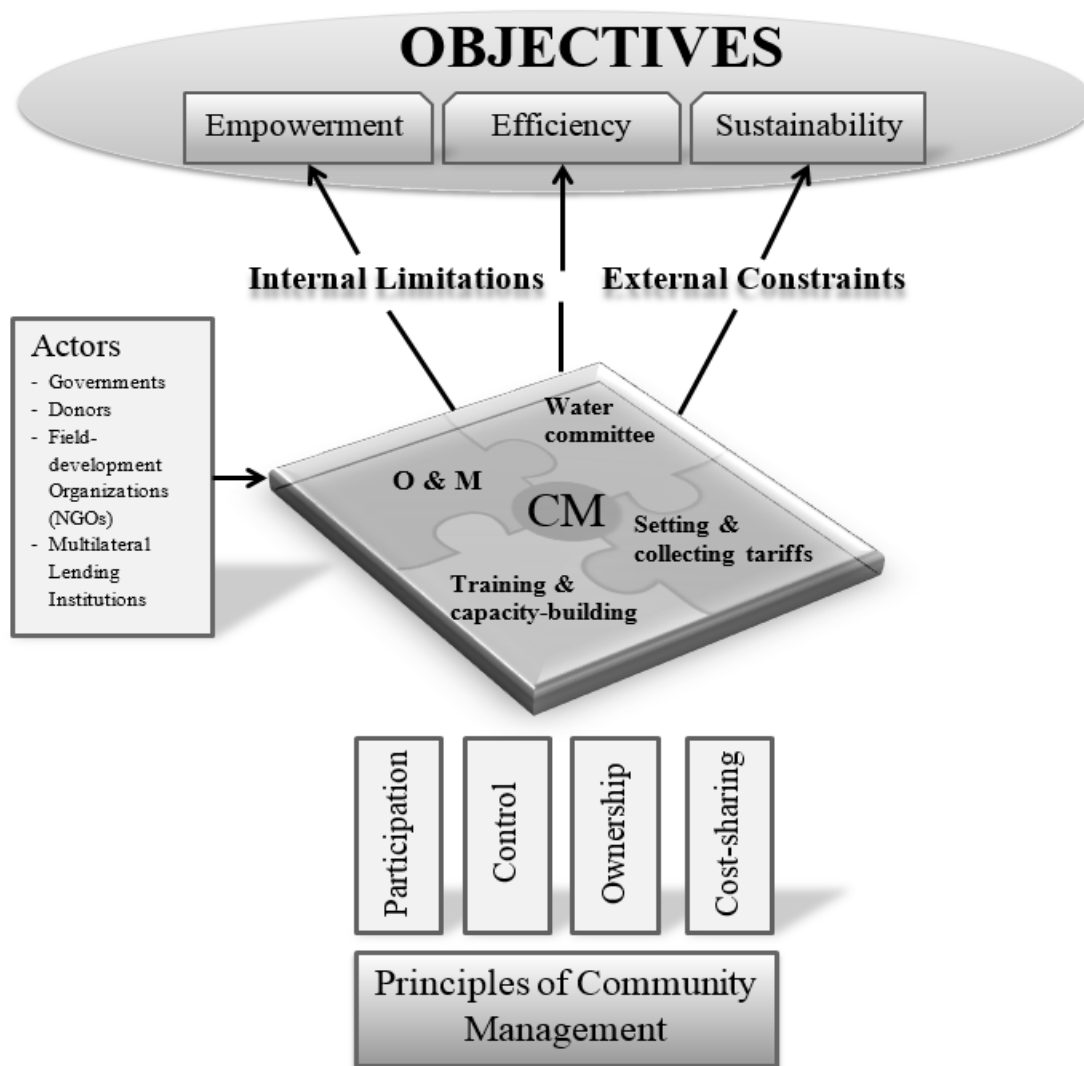 OBJECTIVES
Empowerment
Efficiency
Sustainability
Internal Limitations
External Constraints
Actors
- Governments
- Donors
- Field-
development
Organizations
(NGOs)
- Multilateral
Lending
Institutions
Water
committee
O & M
CM
Setting &
collecting tariffs
Training &
capacity-building
Participation
Control
Ownership
Cost-sharing
Principles of Community
Management